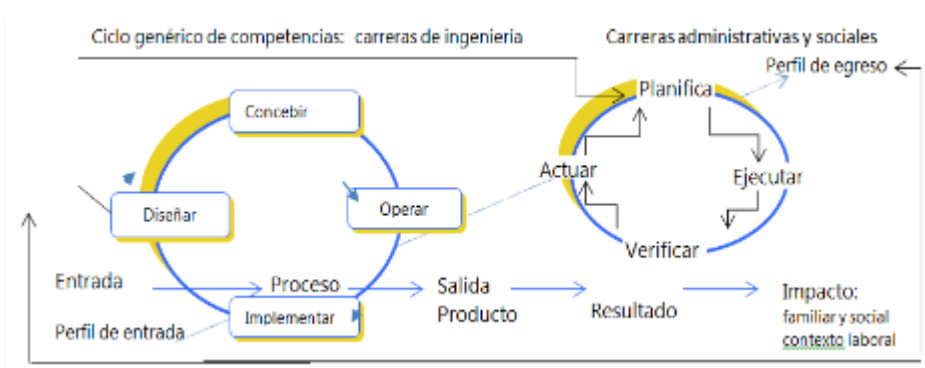 Ciclo genérico de competencias: carreras de ingeniería
Carreras administrativas y sociales
Perfil de egreso
Planifica
Concebir
Actuar
Ejecutar
Diseñar
Operar
Verificar
Entrada
Proceso
Salida
Producto
Resultado
Impacto:
familiar y social
contexto laboral
Implementar
Perfil de entrada